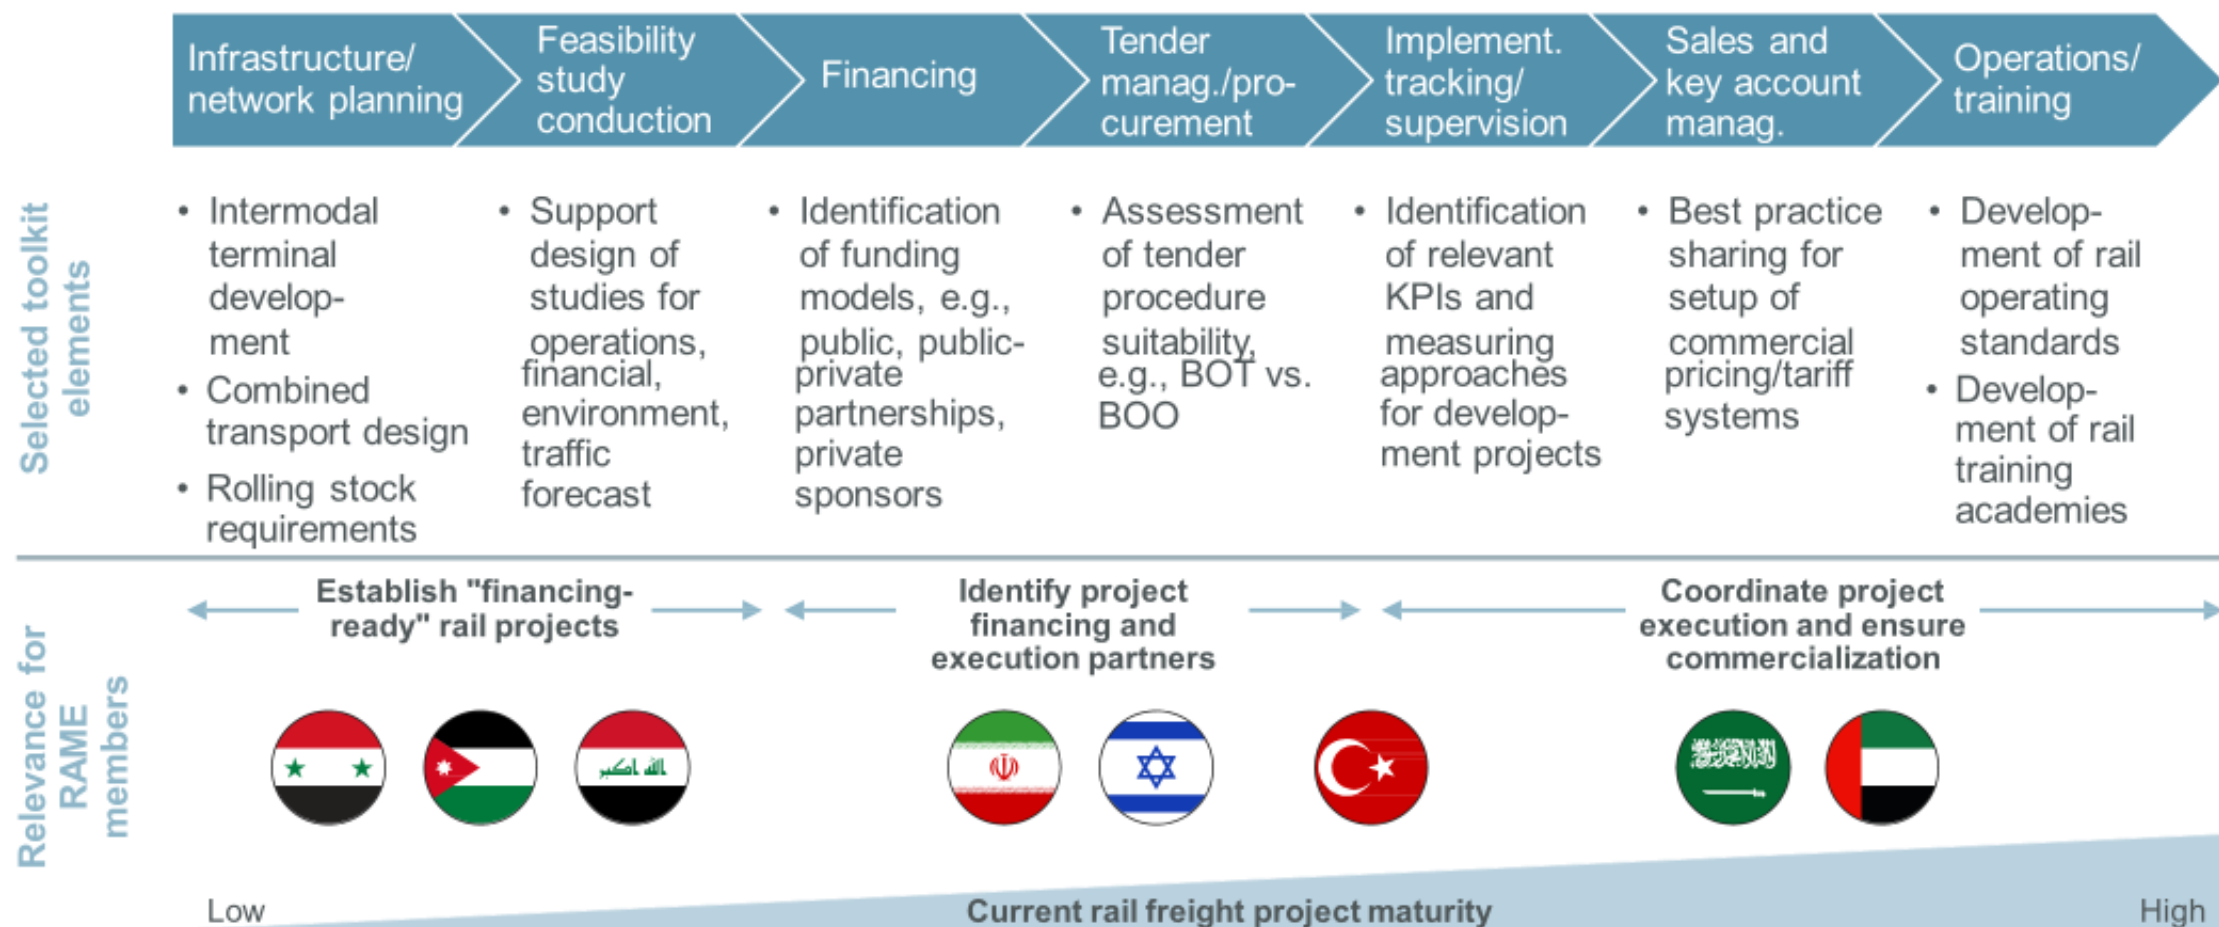 Infrastructure/
network planning
Feasibility
study
conduction
Financing
Tender
manag./pro-
curement
Implement.
tracking/
supervision
Sales and
key account
manag.
Operations/
training
Selected toolkit
elements
• Intermodal
terminal
develop-
ment
• Combined
transport design
• Rolling stock
requirements
• Support
design of
studies for
operations,
financial,
environment,
traffic
forecast
• Identification
of funding
models, e.g.,
public, public-
private
partnerships,
private
sponsors
• Assessment
of tender
procedure
suitability,
e.g., BOT vs.
BOO
• Identification
of relevant
KPIs and
measuring
approaches
for develop-
ment projects
• Best practice
sharing for
setup of
commercial
pricing/tariff
systems
• Develop-
ment of rail
operating
standards
• Develop-
ment of rail
training
academies
Relevance for
RAME
members
Establish "financing-
ready" rail projects
Identify project
financing and
execution partners
Coordinate project
execution and ensure
commercialization
الله اكبر
Low
Current rail freight project maturity
High